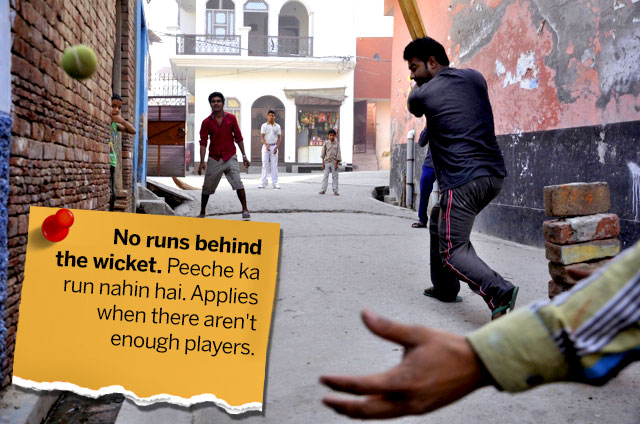 No runs behind
the wicket. Peeche ka
run nahin hai. Applies
when there aren't
enough players.